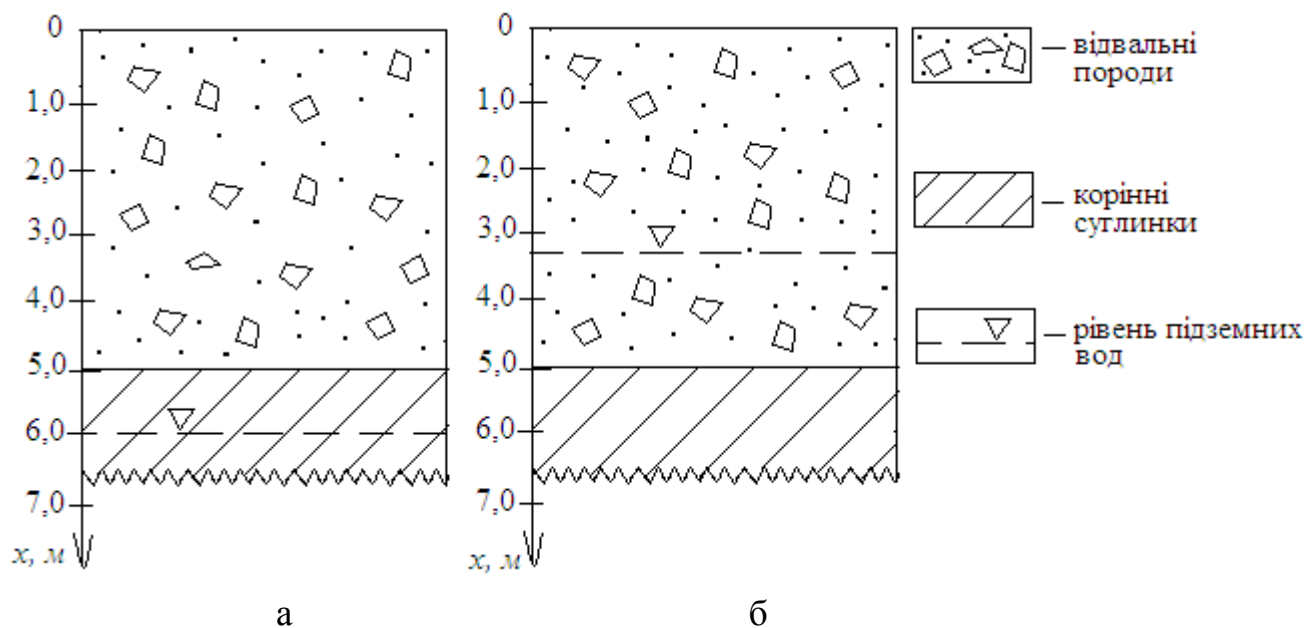 0
1,0
2,0
3,0
4,0
5,0
6,0
7,0
x, м
а
0
1,0
2,0
3,0
4,0
5,0
6,0
7,0
x, м
б
відвальні
породи
корінні
суглинки
рівень підземних
вод